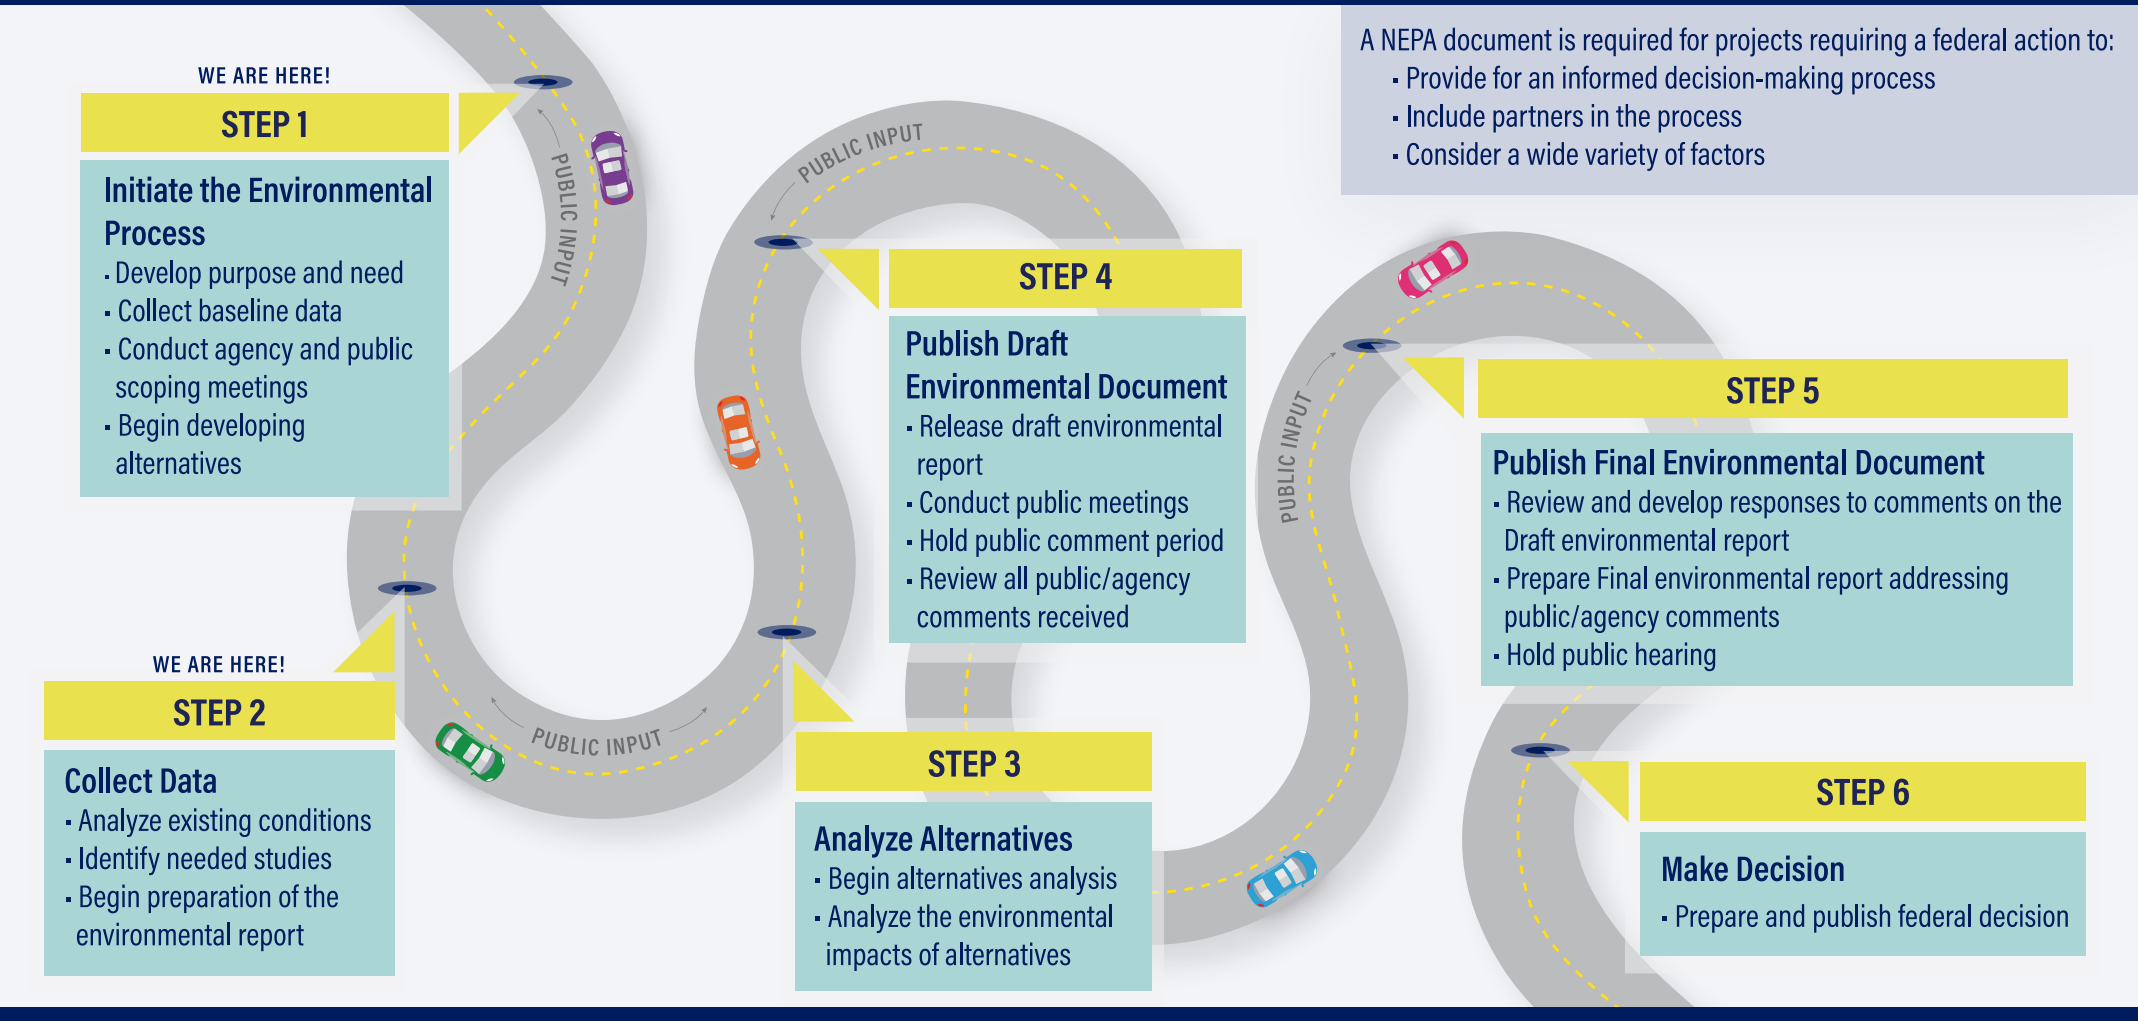 A NEPA document is required for projects requiring a federal action to:
· Provide for an informed decision-making process
· Include partners in the process
· Consider a wide variety of factors
WE ARE HERE!
STEP 1
Initiate the Environmental
Process
· Develop purpose and need
· Collect baseline data
· Conduct agency and public
scoping meetings
· Begin developing
alternatives
PUBLIC INPUT
WE ARE HERE!
STEP 2
Collect Data
· Analyze existing conditions
· Identify needed studies
· Begin preparation of the
environmental report
PUBLIC INPUT
STEP 3
Analyze Alternatives
· Begin alternatives analysis
· Analyze the environmental
impacts of alternatives
PUBLIC INPUT
STEP 4
Publish Draft
Environmental Document
· Release draft environmental
report
· Conduct public meetings
· Hold public comment period
· Review all public/agency
comments received
PUBLIC INPUT
STEP 5
Publish Final Environmental Document
· Review and develop responses to comments on the
Draft environmental report
· Prepare Final environmental report addressing
public/agency comments
· Hold public hearing
STEP 6
Make Decision
· Prepare and publish federal decision